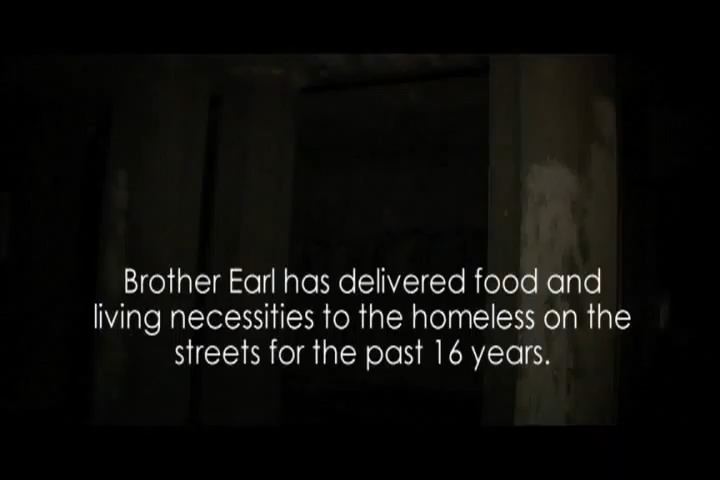 Brother Earl has delivered food and
living necessities to the homeless on the
streets for the past 16 years.